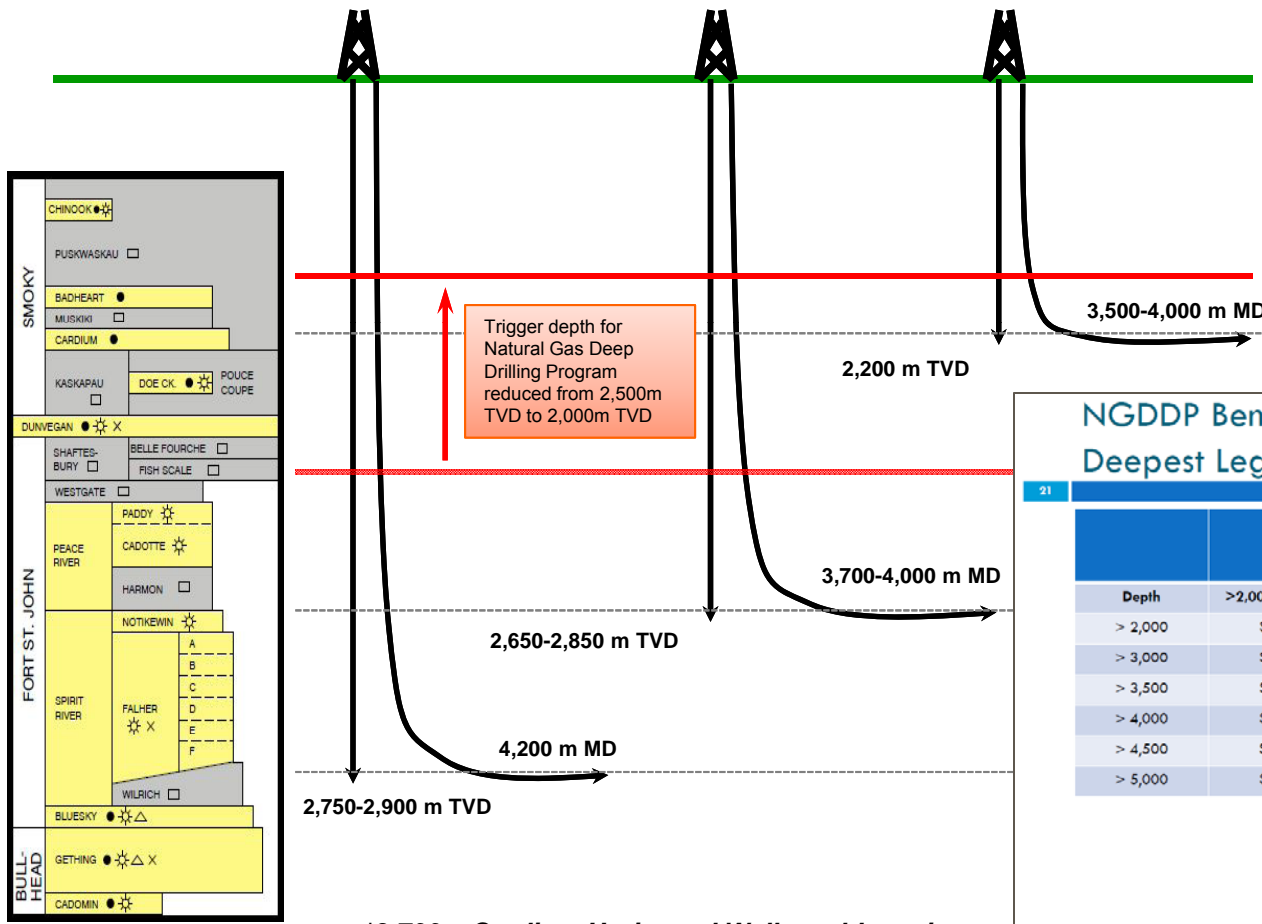 SMOKY
CHINOOK
PUSKWASKAU
BADHEART
MUSKIKI
CARDIUM
KASKAPAU
DOE CK.
POUCE
COUPE
DUNVEGAN
SHAFTES-
BURY
BELLE FOURCHE
FISH SCALE
FORT ST. JOHN
WESTGATE
PEACE
RIVER
PADDY
CADOTTE
HARMON
SPIRIT
RIVER
NOTIKEWIN
FALHER
A
B
C
D
E
F
WILRICH
BLUESKY
BULL-
HEAD
GETHING
CADOMIN
Trigger depth for
Natural Gas Deep
Drilling Program
reduced from 2,500m
TVD to 2,000m TVD
3,500-4,000 m MD
2,200 m TVD
3,700-4,000 m MD
2,650-2,850 m TVD
4,200 m MD
2,750-2,900 m TVD
NGDDP Ben
Deepest Leg
21
Depth >2,00
> 2,000
> 3,000
> 3,500
> 4,000
> 4,500
> 5,000